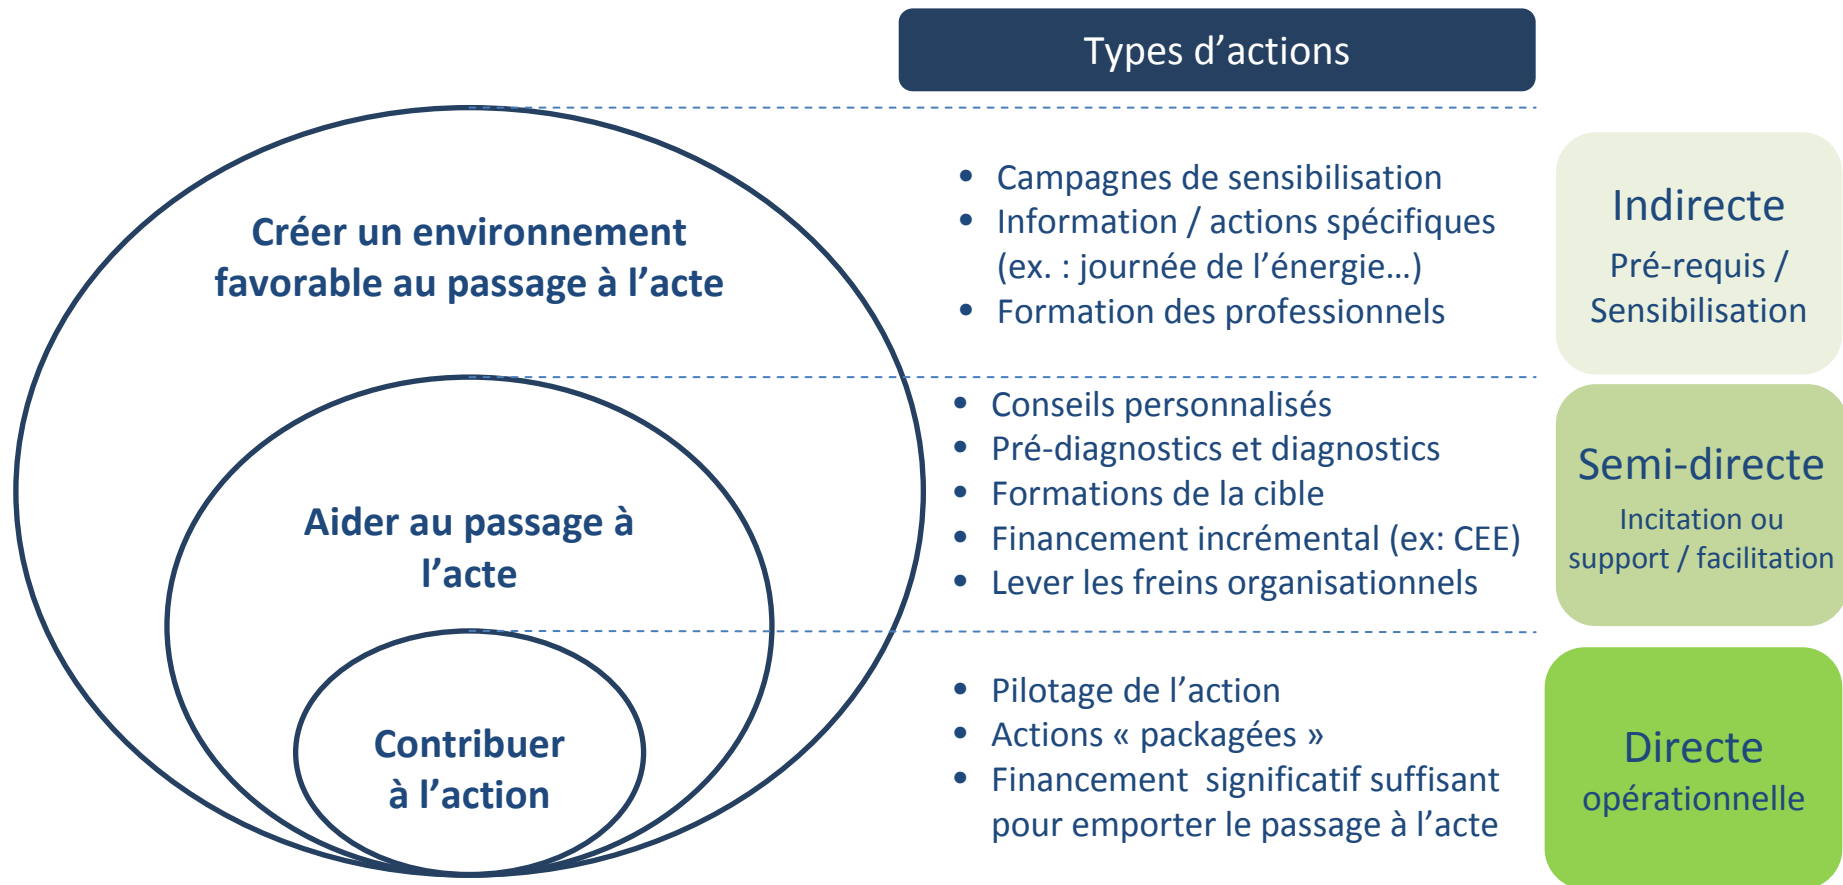 Types d’actions
Créer un environnement
favorable au passage à l’acte
• Campagnes de sensibilisation
• Information / actions spécifiques
(ex. : journée de l’énergie…)
• Formation des professionnels
Indirecte
Pré-requis /
Sensibilisation
Aider au passage à
l’acte
• Conseils personnalisés
• Pré-diagnostics et diagnostics
• Formations de la cible
• Financement incrémental (ex: CEE)
• Lever les freins organisationnels
Semi-directe
Incitation ou
support / facilitation
Contribuer
à l’action
• Pilotage de l’action
• Actions « packagées »
• Financement  significatif suffisant
pour emporter le passage à l’acte
Directe
opérationnelle